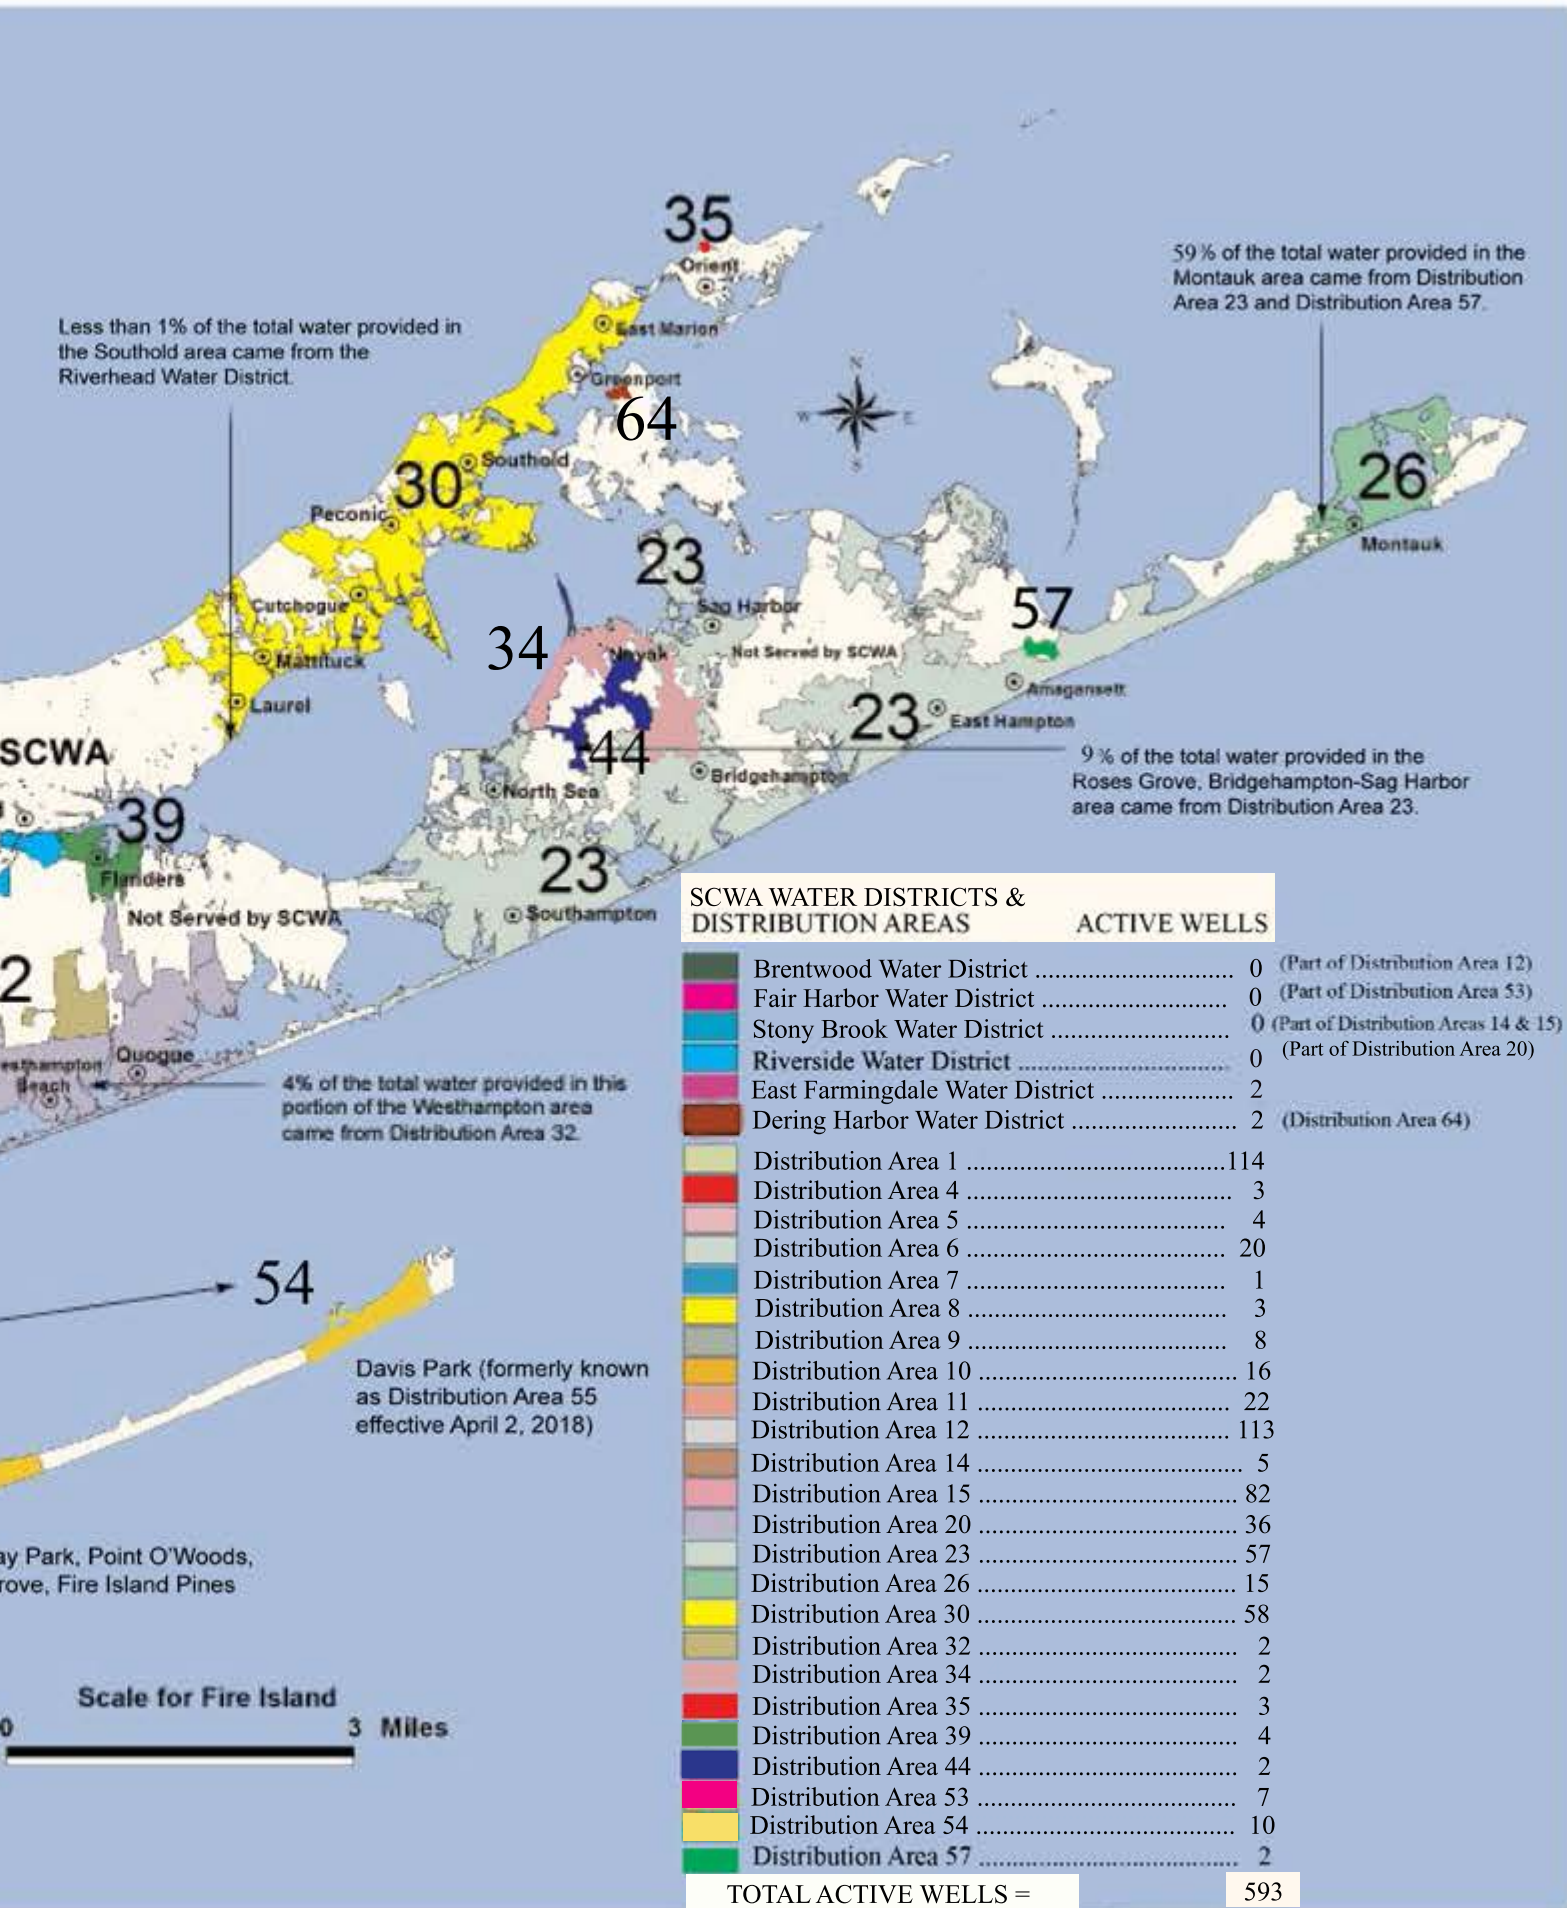 35
Orient
59% of the total water provided in the
Montauk area came from Distribution
Area 23 and Distribution Area 57.
Less than 1% of the total water provided in
the Southold area came from the
Riverhead Water District.
East Marion
Greenport
64
N
W E
S
Southold
30
Peconic
26
Montauk
23
Cutchogue
Sag Harbor
57
34
Noyak
Not Served by SCWA
Mattituck
Laurel
Amagansett
23
East Hampton
SCWA
44
9% of the total water provided in the
Roses Grove, Bridgehampton-Sag Harbor
area came from Distribution Area 23.
Bridgehampton
North Sea
39
Flanders
23
Not Served by SCWA
Southampton
2
Quogue
esthampton
Beach
4% of the total water provided in this
portion of the Westhampton area
came from Distribution Area 32.
54
Davis Park (formerly known
as Distribution Area 55
effective April 2, 2018)
ay Park, Point O'Woods,
rove, Fire Island Pines
Scale for Fire Island
0 3 Miles
SCWA WATER DISTRICTS &
DISTRIBUTION AREAS ACTIVE WELLS
Brentwood Water District .............................. 0 (Part of Distribution Area 12)
Fair Harbor Water District ............................ 0 (Part of Distribution Area 53)
Stony Brook Water District ........................... 0 (Part of Distribution Areas 14 & 15)
Riverside Water District ............................... 0 (Part of Distribution Area 20)
East Farmingdale Water District .................... 2
Dering Harbor Water District ......................... 2 (Distribution Area 64)
Distribution Area 1 .......................................114
Distribution Area 4 ........................................ 3
Distribution Area 5 ....................................... 4
Distribution Area 6 ....................................... 20
Distribution Area 7 ....................................... 1
Distribution Area 8 ....................................... 3
Distribution Area 9 ....................................... 8
Distribution Area 10 ....................................... 16
Distribution Area 11 ...................................... 22
Distribution Area 12 ...................................... 113
Distribution Area 14 ........................................ 5
Distribution Area 15 ....................................... 82
Distribution Area 20 ....................................... 36
Distribution Area 23 ....................................... 57
Distribution Area 26 ....................................... 15
Distribution Area 30 ....................................... 58
Distribution Area 32 ....................................... 2
Distribution Area 34 ....................................... 2
Distribution Area 35 ....................................... 3
Distribution Area 39 ....................................... 4
Distribution Area 44 ....................................... 2
Distribution Area 53 ....................................... 7
Distribution Area 54 ....................................... 10
Distribution Area 57 ....................................... 2
TOTAL ACTIVE WELLS = 593